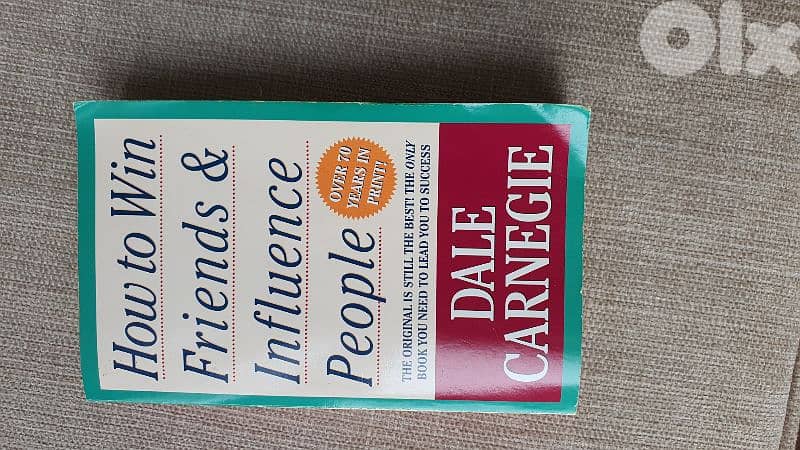 How to Win
Friends &
Influence
People
OVER 70
YEARS IN
PRINT!
THE ORIGINAL IS STILL THE BEST! THE ONLY
BOOK YOU NEED TO LEAD YOU TO SUCCESS
DALE
CARNEGIE
Olx